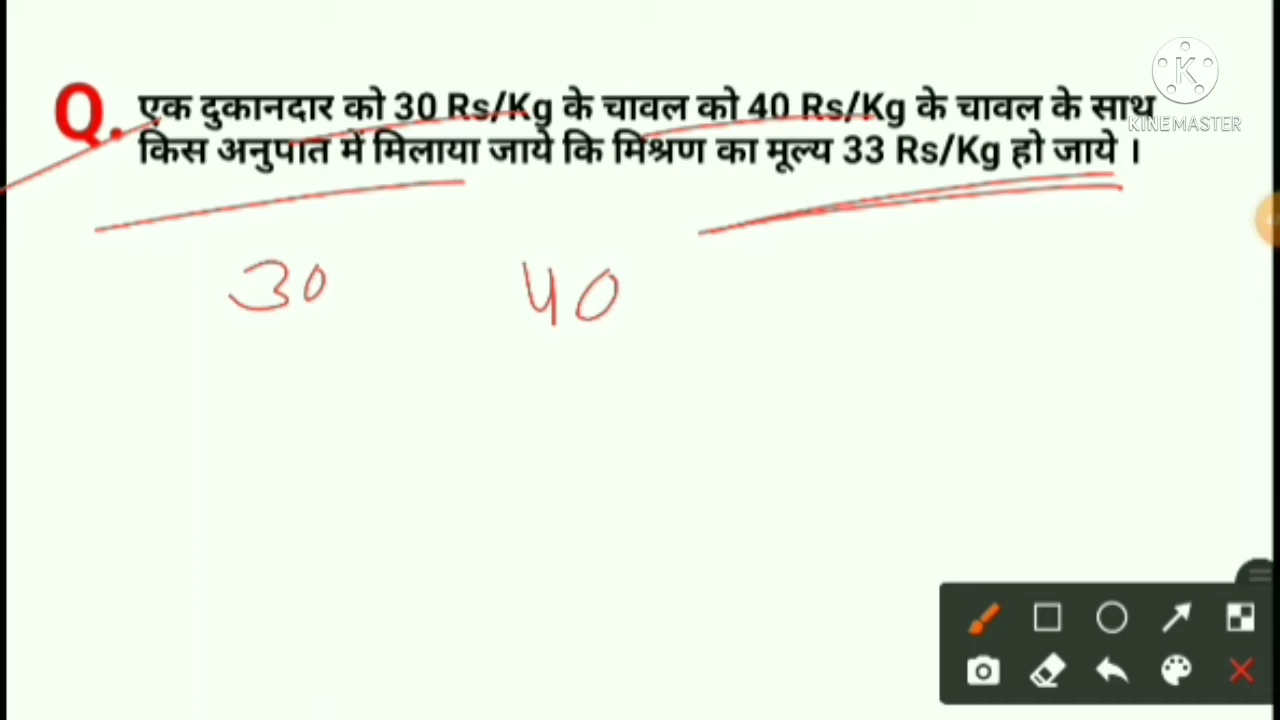 Q. एक दुकानदार को 30 Rs/Kg के चावल को 40 Rs/Kg के चावल के साथ
किस अनुपात में मिलाया जाये कि मिश्रण का मूल्य 33 Rs/Kg हो जाये ।
K
KINEMASTER
30 40